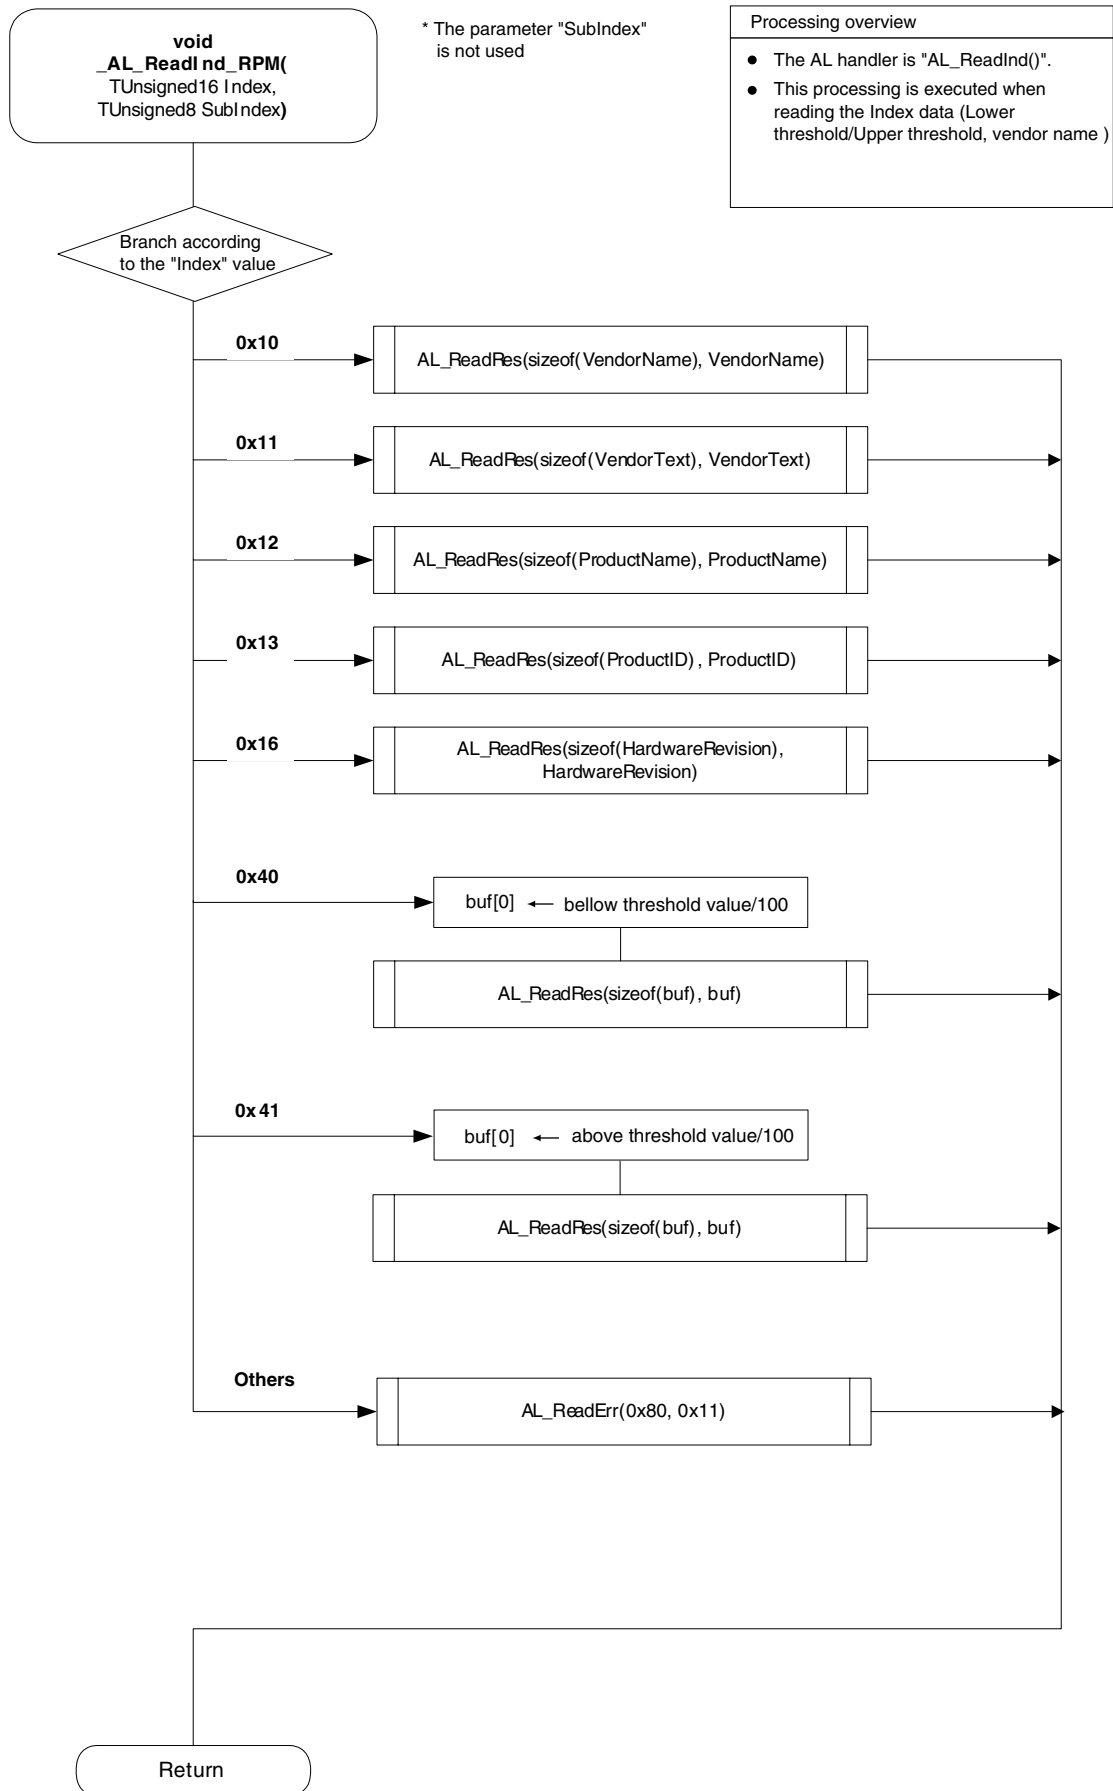 void
_AL_ReadInd_RPM(
TUnsigned16 Index,
TUnsigned8 SubIndex)
* The parameter "SubIndex"
is not used
Processing overview
● The AL handler is "AL_ReadInd()".
● This processing is executed when
reading the Index data (Lower
threshold/Upper threshold, vendor name )
Branch according
to the "Index" value
0x10
AL_ReadRes(sizeof(VendorName), VendorName)
0x11
AL_ReadRes(sizeof(VendorText), VendorText)
0x12
AL_ReadRes(sizeof(ProductName), ProductName)
0x13
AL_ReadRes(sizeof(ProductID), ProductID)
0x16
AL_ReadRes(sizeof(HardwareRevision),
HardwareRevision)
0x40
buf[0] ← bellow threshold value/100
AL_ReadRes(sizeof(buf), buf)
0x41
buf[0] ← above threshold value/100
AL_ReadRes(sizeof(buf), buf)
Others
AL_ReadErr(0x80, 0x11)
Return